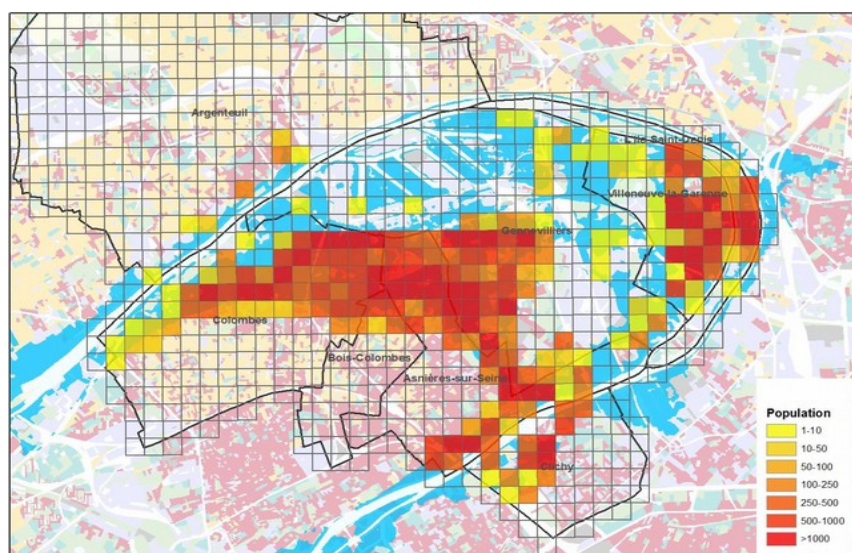 Argenteuil
L'Ile-Saint-Denis
Villeneuve-la-Garenne
Gennevilliers
Colombes
Bois-Colombes
Asnières-sur-Seine
Clichy
Population
1-10
10-50
50-100
100-250
250-500
500-1000
>1000